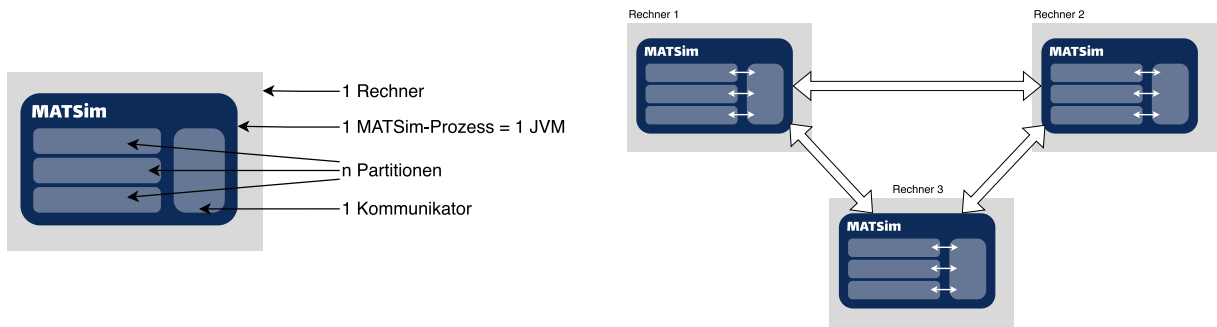 MATSim
1 Rechner
1 MATSim-Prozess = 1 JVM
n Partitionen
1 Kommunikator
Rechner 1
MATSim
Rechner 2
MATSim
Rechner 3
MATSim